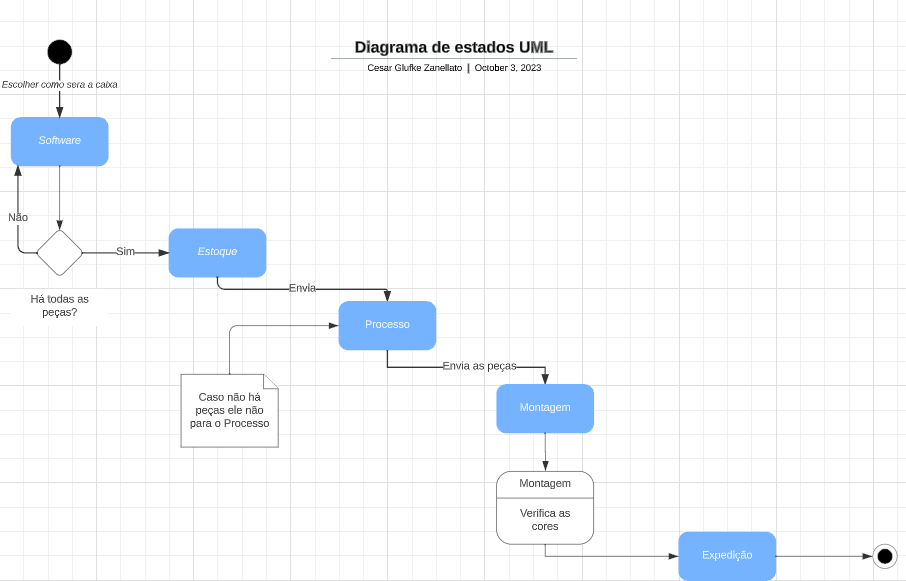 Diagrama de estados UML
Cesar Glufke Zanellato | October 3, 2023
Escolher como sera a caixa
Software
Não
Sim
Estoque
Há todas as
peças?
Envia
Processo
Caso não há
peças ele não
para o Processo
Envia as peças
Montagem
Montagem
Verifica as
cores
Expedição